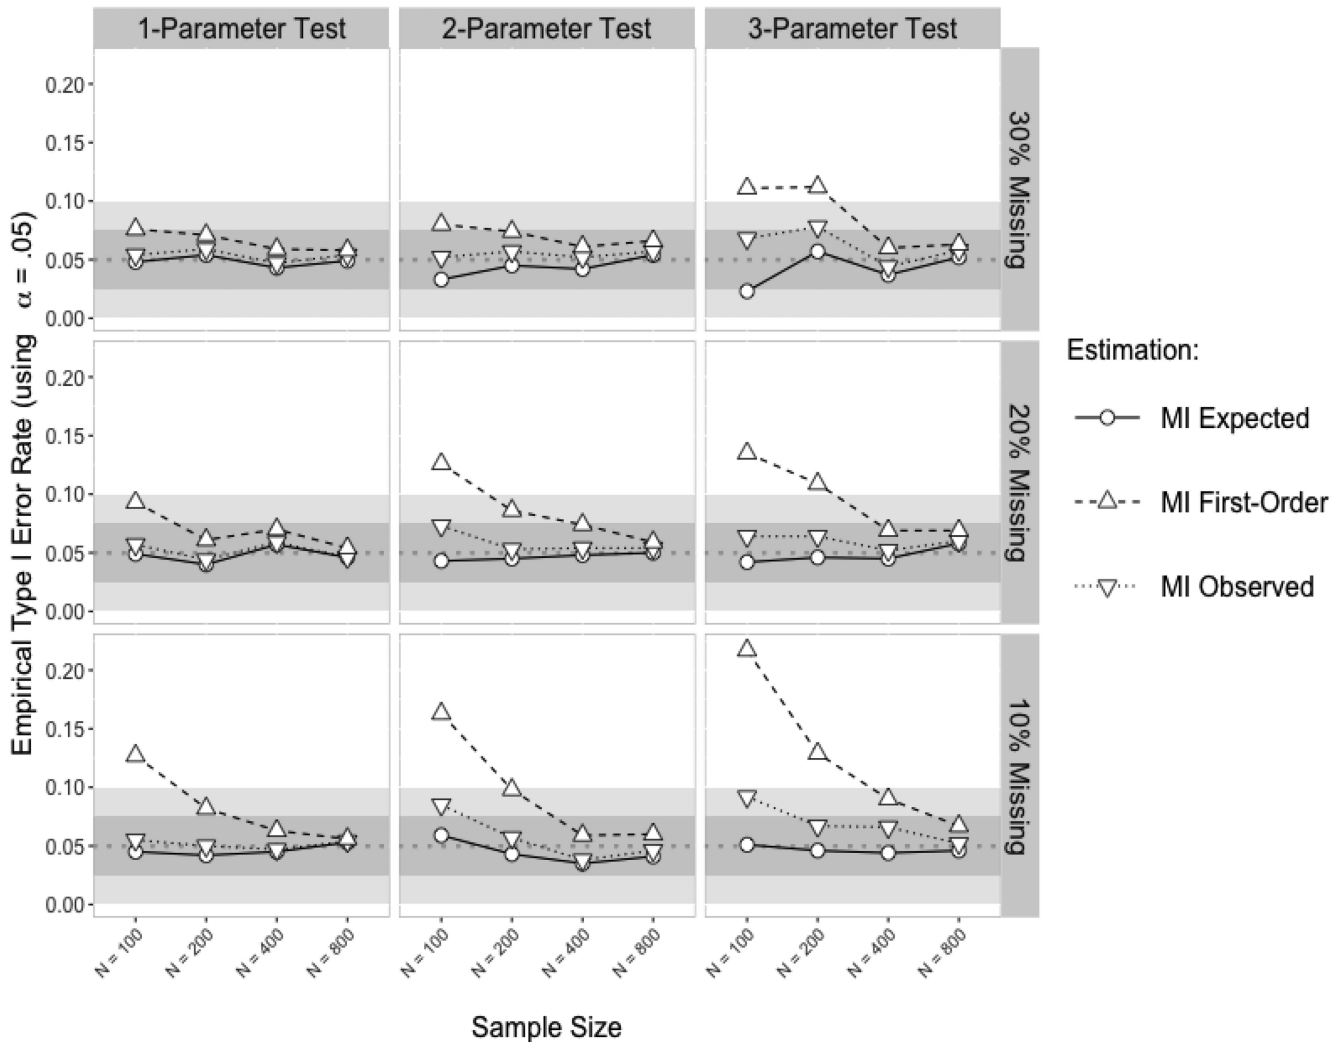 1-Parameter Test 2-Parameter Test 3-Parameter Test
Empirical Type I Error Rate (using α = .05)
0.20
0.15
0.10
0.05
0.00
30% Missing
0.20
0.15
0.10
0.05
0.00
20% Missing
0.20
0.15
0.10
0.05
0.00
10% Missing
N = 100 N = 200 N = 400 N = 800 N = 100 N = 200 N = 400 N = 800 N = 100 N = 200 N = 400 N = 800
Sample Size
Estimation:
MI Expected
MI First-Order
MI Observed